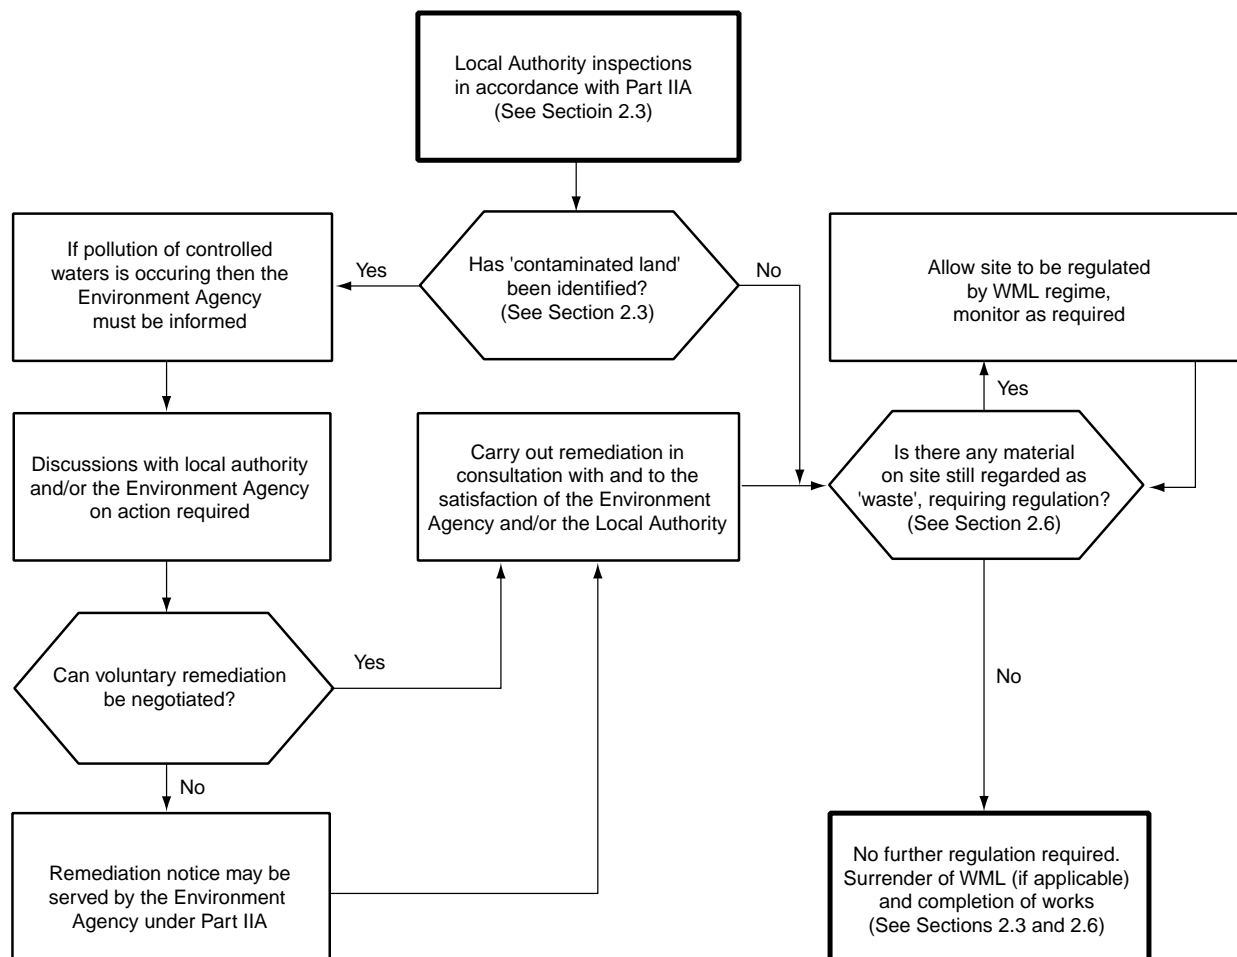 Local Authority inspections
in accordance with Part IIA
(See Sectioin 2.3)
Has 'contaminated land'
been identified?
(See Section 2.3)
Yes
No
If pollution of controlled
waters is occuring then the
Environment Agency
must be informed
Allow site to be regulated
by WML regime,
monitor as required
Yes
Discussions with local authority
and/or the Environment Agency
on action required
Carry out remediation in
consultation with and to the
satisfaction of the Environment
Agency and/or the Local Authority
Is there any material
on site still regarded as
'waste', requiring regulation?
(See Section 2.6)
Can voluntary remediation
be negotiated?
Yes
No
No
Remediation notice may be
served by the Environment
Agency under Part IIA
No further regulation required.
Surrender of WML (if applicable)
and completion of works
(See Sections 2.3 and 2.6)